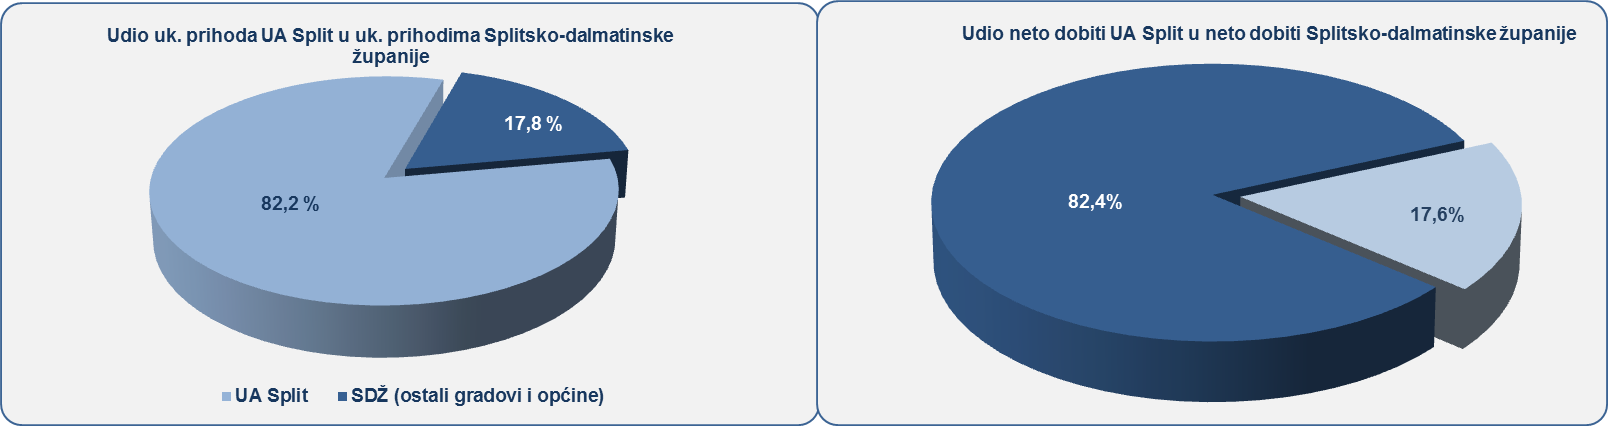 Udio uk. prihoda UA Split u uk. prihodima Splitsko-dalmatinske
županije
17,8 %
82,2 %
UA Split
SDŽ (ostali gradovi i općine)
Udio neto dobiti UA Split u neto dobiti Splitsko-dalmatinske županije
82,4%
17,6%